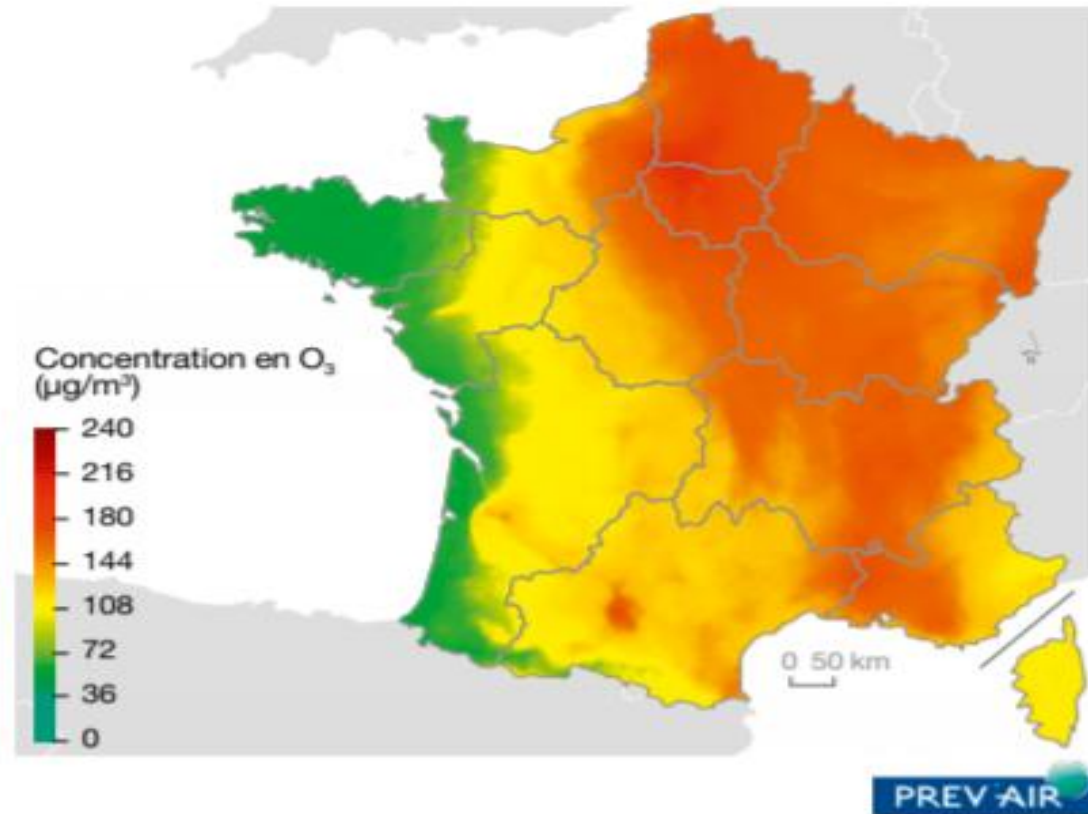 Concentration en O₃
(µg/m³)
240
216
180
144
108
72
36
0
0 50 km
PREV'AIR